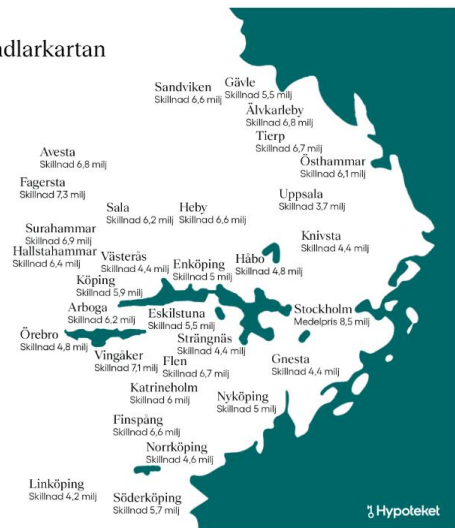 ndlarkartan
Sandviken
Skillnad 6,6 milj
Gävle
Skillnad 5,5 milj
Älvkarleby
Skillnad 6,8 milj
Tierp
Skillnad 6,7 milj
Östhammar
Skillnad 6,1 milj
Avesta
Skillnad 6,8 milj
Fagersta
Skillnad 7,3 milj
Uppsala
Skillnad 3,7 milj
Sala
Skillnad 6,2 milj
Heby
Skillnad 6,6 milj
Surahammar
Skillnad 6,9 milj
Knivsta
Skillnad 4,4 milj
Hallstahammar
Skillnad 6,4 milj
Västerås
Skillnad 4,4 milj
Enköping
Skillnad 5 milj
Håbo
Skillnad 4,8 milj
Köping
Skillnad 5,9 milj
Arboga
Skillnad 6,2 milj
Eskilstuna
Skillnad 5,5 milj
Stockholm
Medelpris 8,5 milj
Örebro
Skillnad 4,8 milj
Strängnäs
Skillnad 4,4 milj
Vingåker
Skillnad 7,1 milj
Flen
Skillnad 6,7 milj
Gnesta
Skillnad 4,4 milj
Katrineholm
Skillnad 6 milj
Nyköping
Skillnad 5 milj
Finspång
Skillnad 6,6 milj
Norrköping
Skillnad 4,6 milj
Linköping
Skillnad 4,2 milj
Söderköping
Skillnad 5,7 milj
Hypoteket